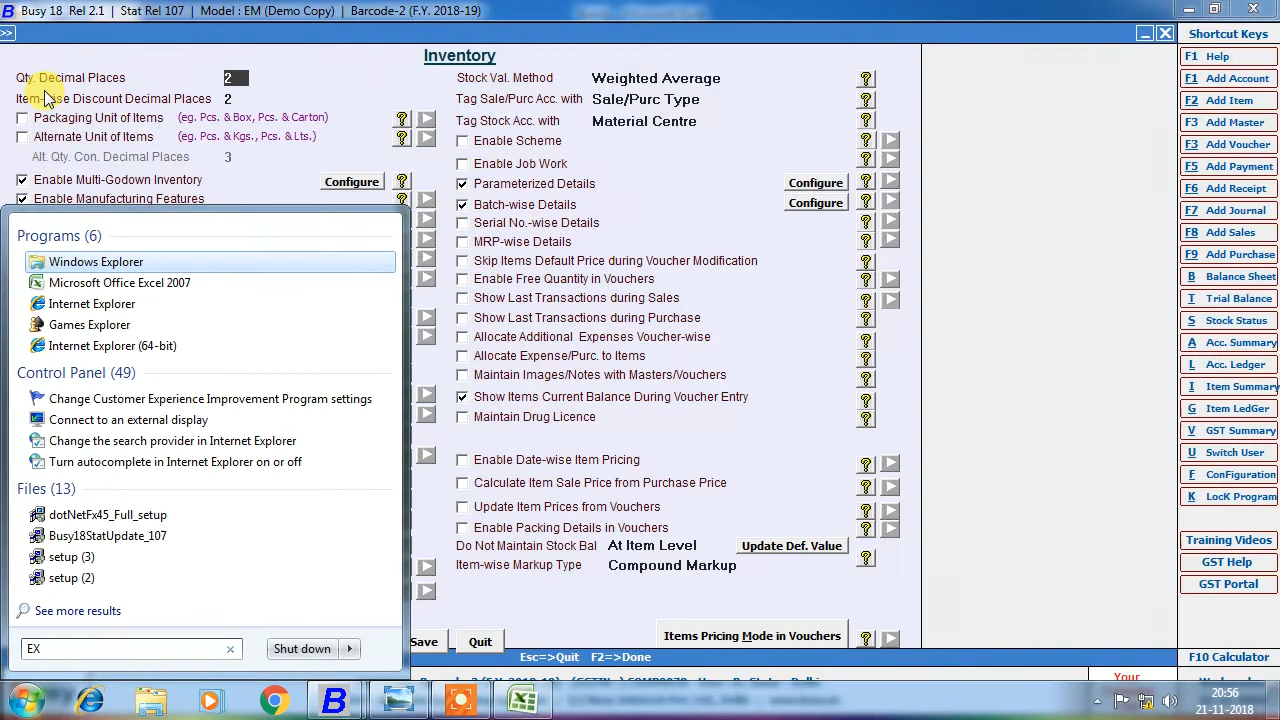 Busy 18 Rel 2.1 | Stat Rel 107 | Model : EM (Demo Copy) | Barcode-2 (F.Y. 2018-19)
>>
Inventory
Qty. Decimal Places 2
Item-wise Discount Decimal Places 2
Packaging Unit of Items (eg. Pcs. & Box, Pcs. & Carton) ?
Alternate Unit of Items (eg. Pcs. & Kgs., Pcs. & Lts.) ?
Alt. Qty. Con. Decimal Places 3
Enable Multi-Godown Inventory Configure ?
Enable Manufacturing Features ?
Programs (6)
Windows Explorer
Microsoft Office Excel 2007
Internet Explorer
Games Explorer
Internet Explorer (64-bit)
Control Panel (49)
Change Customer Experience Improvement Program settings
Connect to an external display
Change the search provider in Internet Explorer
Turn autocomplete in Internet Explorer on or off
Files (13)
dotNetFx45_Full_setup
Busy18StatUpdate_107
setup (3)
setup (2)
See more results
EX
Shut down
Stock Val. Method Weighted Average ?
Tag Sale/Purc Acc. with Sale/Purc Type ?
Tag Stock Acc. with Material Centre ?
Enable Scheme ?
Enable Job Work ?
Parameterized Details Configure ?
Batch-wise Details Configure ?
Serial No.-wise Details ?
MRP-wise Details ?
Skip Items Default Price during Voucher Modification ?
Enable Free Quantity in Vouchers ?
Show Last Transactions during Sales ?
Show Last Transactions during Purchase ?
Allocate Additional Expenses Voucher-wise ?
Allocate Expense/Purc. to Items ?
Maintain Images/Notes with Masters/Vouchers ?
Show Items Current Balance During Voucher Entry ?
Maintain Drug Licence ?
Enable Date-wise Item Pricing ?
Calculate Item Sale Price from Purchase Price ?
Update Item Prices from Vouchers ?
Enable Packing Details in Vouchers ?
Do Not Maintain Stock Bal At Item Level Update Def. Value ?
Item-wise Markup Type Compound Markup
Save Quit Items Pricing Mode in Vouchers ?
Esc=>Quit F2=>Done
Shortcut Keys
F1 Help
F1 Add Account
F2 Add Item
F3 Add Master
F3 Add Voucher
F5 Add Payment
F6 Add Receipt
F7 Add Journal
F8 Add Sales
F9 Add Purchase
B Balance Sheet
T Trial Balance
S Stock Status
A Acc. Summary
L Acc. Ledger
I Item Summary
G Item LedGer
V GST Summary
U Switch User
F Configuration
K LocK Program
Training Videos
GST Help
GST Portal
F10 Calculator
Your
B
20:56
21-11-2018